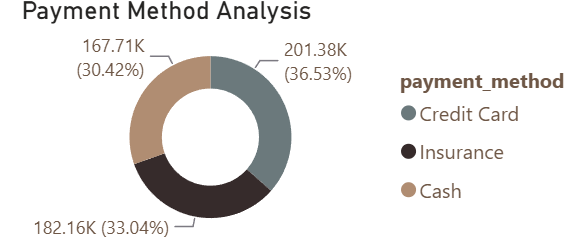 Payment Method Analysis
167.71K
(30.42%)
201.38K
(36.53%)
payment_method
Credit Card
Insurance
Cash
182.16K (33.04%)